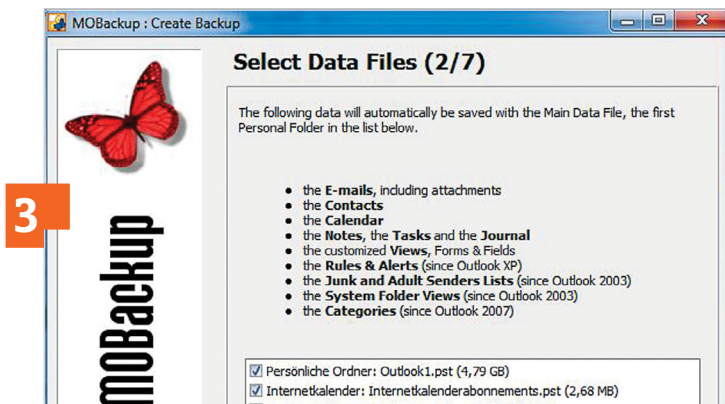 MOBackup : Create Backup
Select Data Files (2/7)
The following data will automatically be saved with the Main Data File, the first
Personal Folder in the list below.
• the E-mails, including attachments
• the Contacts
• the Calendar
• the Notes, the Tasks and the Journal
• the customized Views, Forms & Fields
• the Rules & Alerts (since Outlook XP)
• the Junk and Adult Senders Lists (since Outlook 2003)
• the System Folder Views (since Outlook 2003)
• the Categories (since Outlook 2007)
3
MOBackup
Persönliche Ordner: Outlook1.pst (4,79 GB)
Internetkalender: Internetkalenderabonnements.pst (2,68 MB)